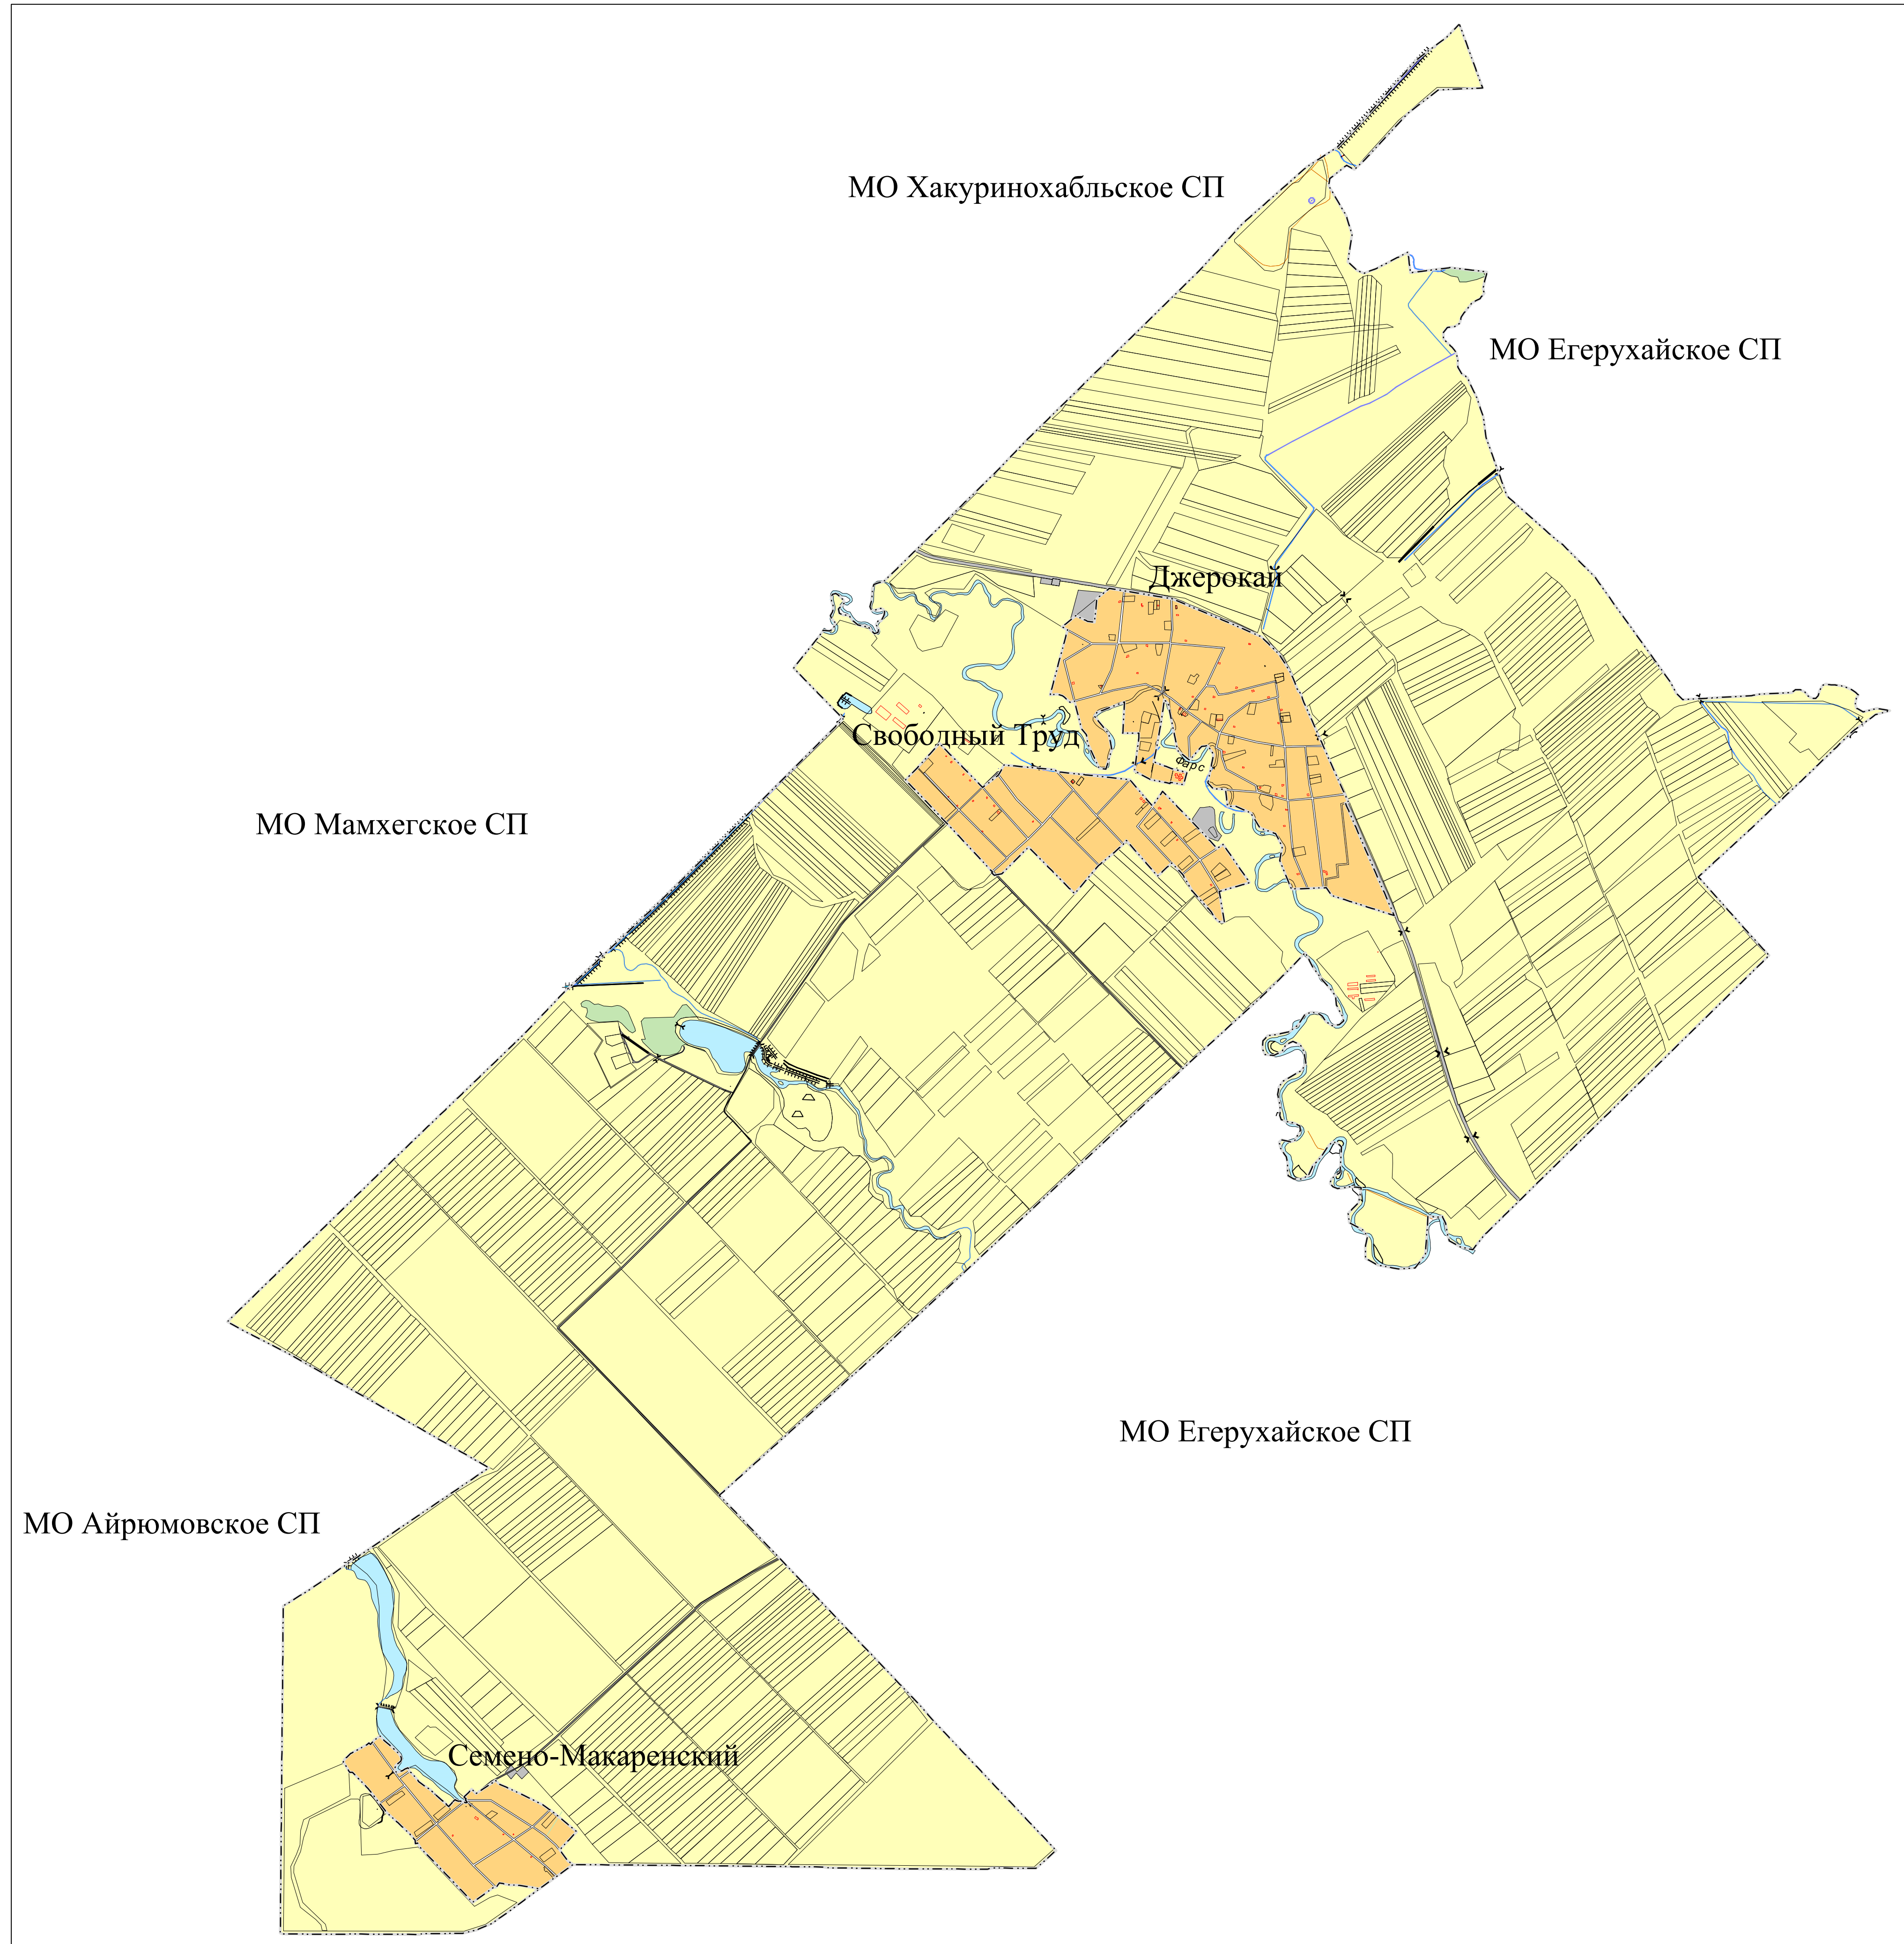 МО Хакуринохабльское СП
МО Егерухайское СП
Джерокай
Свободный Труд
Фарс
МО Мамхегское СП
МО Егерухайское СП
МО Айрюмовское СП
Семено-Макаренский